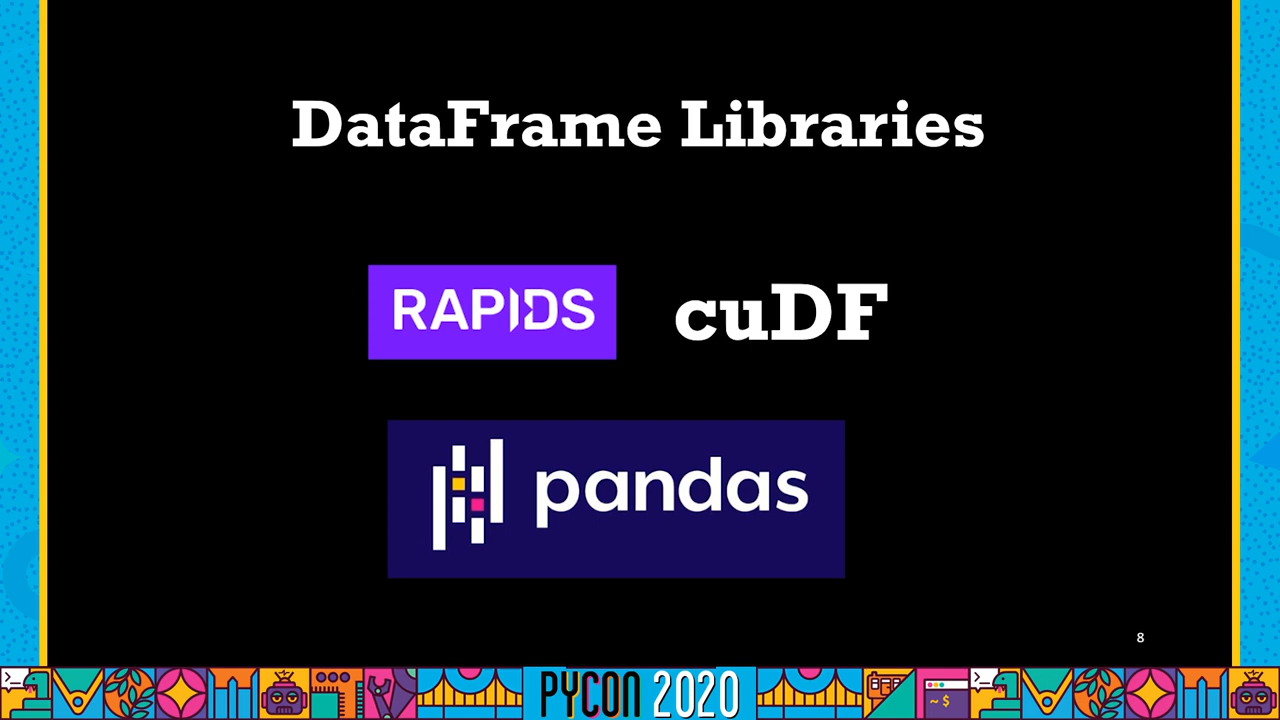 DataFrame Libraries
RAPIDS cuDF
pandas
8
PYCON 2020
~$